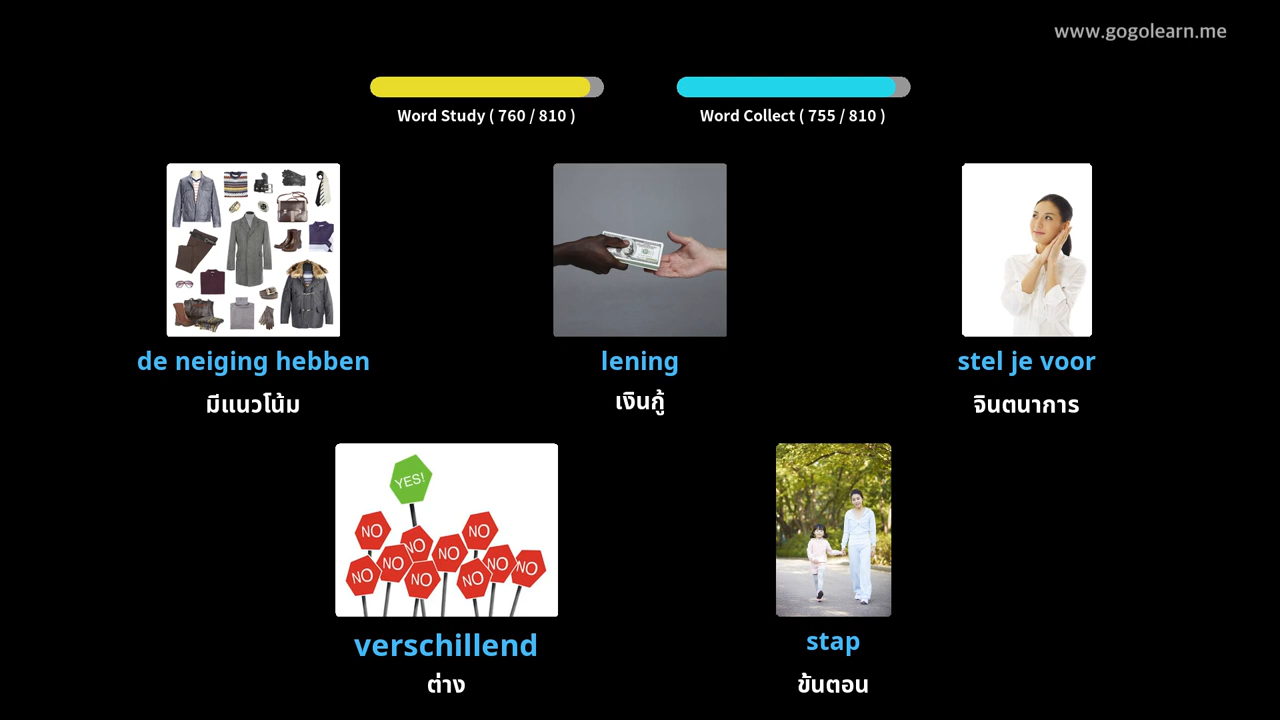 www.gogolearn.me
Word Study ( 760 / 810 )
Word Collect ( 755 / 810 )
de neiging hebben
มีแนวโน้ม
lening
เงินกู้
stel je voor
จินตนาการ
YES!
NO
NO
NO
NO
NO
NO
NO
NO
NO
NO
verschillend
ต่าง
stap
ขั้นตอน